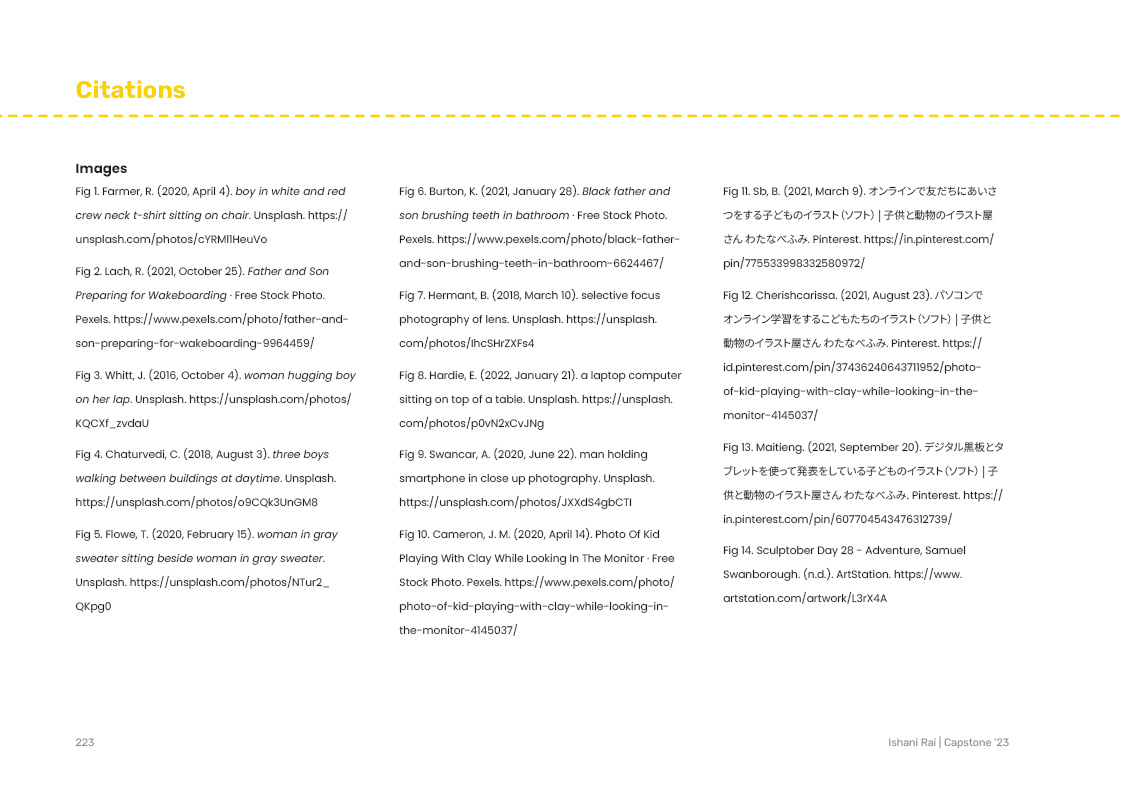 Citations
Images
Fig 1. Farmer, R. (2020, April 4). boy in white and red
crew neck t-shirt sitting on chair. Unsplash. https://
unsplash.com/photos/cYRMl1HeuVo
Fig 2. Lach, R. (2021, October 25). Father and Son
Preparing for Wakeboarding · Free Stock Photo.
Pexels. https://www.pexels.com/photo/father-and-
son-preparing-for-wakeboarding-9964459/
Fig 3. Whitt, J. (2016, October 4). woman hugging boy
on her lap. Unsplash. https://unsplash.com/photos/
KQCXf_zvdaU
Fig 4. Chaturvedi, C. (2018, August 3). three boys
walking between buildings at daytime. Unsplash.
https://unsplash.com/photos/o9CQk3UnGM8
Fig 5. Flowe, T. (2020, February 15). woman in gray
sweater sitting beside woman in gray sweater.
Unsplash. https://unsplash.com/photos/NTur2_
QKpg0
Fig 6. Burton, K. (2021, January 28). Black father and
son brushing teeth in bathroom · Free Stock Photo.
Pexels. https://www.pexels.com/photo/black-father-
and-son-brushing-teeth-in-bathroom-6624467/
Fig 7. Hermant, B. (2018, March 10). selective focus
photography of lens. Unsplash. https://unsplash.
com/photos/IhcSHrZXFs4
Fig 8. Hardie, E. (2022, January 21). a laptop computer
sitting on top of a table. Unsplash. https://unsplash.
com/photos/p0vN2xCvJNg
Fig 9. Swancar, A. (2020, June 22). man holding
smartphone in close up photography. Unsplash.
https://unsplash.com/photos/JXXdS4gbCTI
Fig 10. Cameron, J. M. (2020, April 14). Photo Of Kid
Playing With Clay While Looking In The Monitor · Free
Stock Photo. Pexels. https://www.pexels.com/photo/
photo-of-kid-playing-with-clay-while-looking-in-
the-monitor-4145037/
Fig 11. Sb, B. (2021, March 9). オンラインで友だちにあいさ
つをする子どものイラスト（ソフト） | 子供と動物のイラスト屋
さん わたなべふみ. Pinterest. https://in.pinterest.com/
pin/775533998332580972/
Fig 12. Cherishcarissa. (2021, August 23). パソコンで
オンライン学習をするこどもたちのイラスト（ソフト） | 子供と
動物のイラスト屋さん わたなべふみ. Pinterest. https://
id.pinterest.com/pin/37436240643711952/photo-
of-kid-playing-with-clay-while-looking-in-the-
monitor-4145037/
Fig 13. Maitieng. (2021, September 20). デジタル黒板とタ
ブレットを使って発表をしている子どものイラスト（ソフト） | 子
供と動物のイラスト屋さん わたなべふみ. Pinterest. https://
in.pinterest.com/pin/607704543476312739/
Fig 14. Sculptober Day 28 - Adventure, Samuel
Swanborough. (n.d.). ArtStation. https://www.
artstation.com/artwork/L3rX4A
223
Ishani Rai | Capstone '23